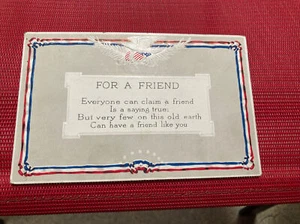 FOR A FRIEND
Everyone can claim a friend
Is a saying true;
But very few on this old earth
Can have a friend like you